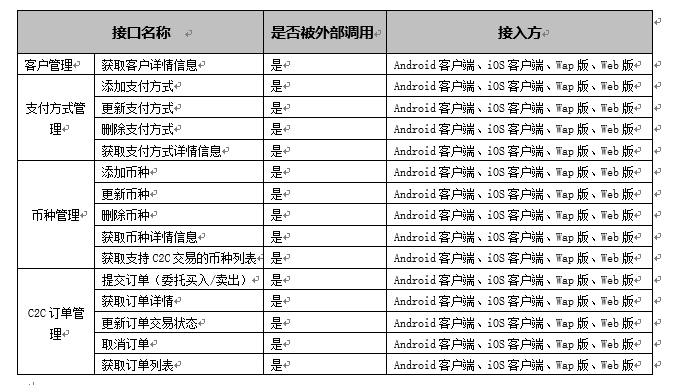 接口名称 是否被外部调用 接入方
客户管理 获取客户详情信息 是 Android 客户端、iOS 客户端、Wap 版、Web 版
支付方式管理 添加支付方式 是 Android 客户端、iOS 客户端、Wap 版、Web 版
更新支付方式 是 Android 客户端、iOS 客户端、Wap 版、Web 版
删除支付方式 是 Android 客户端、iOS 客户端、Wap 版、Web 版
获取支付方式详情信息 是 Android 客户端、iOS 客户端、Wap 版、Web 版
币种管理 添加币种 是 Android 客户端、iOS 客户端、Wap 版、Web 版
更新币种 是 Android 客户端、iOS 客户端、Wap 版、Web 版
删除币种 是 Android 客户端、iOS 客户端、Wap 版、Web 版
获取币种详情信息 是 Android 客户端、iOS 客户端、Wap 版、Web 版
获取支持 C2C 交易的币种列表 是 Android 客户端、iOS 客户端、Wap 版、Web 版
C2C 订单管理 提交订单（委托买入/卖出） 是 Android 客户端、iOS 客户端、Wap 版、Web 版
获取订单详情 是 Android 客户端、iOS 客户端、Wap 版、Web 版
更新订单交易状态 是 Android 客户端、iOS 客户端、Wap 版、Web 版
取消订单 是 Android 客户端、iOS 客户端、Wap 版、Web 版
获取订单列表 是 Android 客户端、iOS 客户端、Wap 版、Web 版